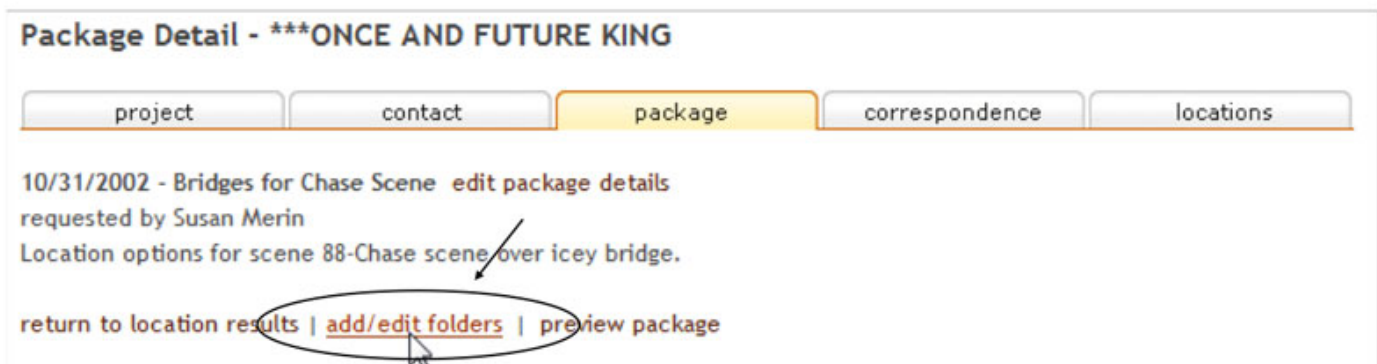 Package Detail - ***ONCE AND FUTURE KING
project contact package correspondence locations
10/31/2002 - Bridges for Chase Scene edit package details
requested by Susan Merin
Location options for scene 88-Chase scene over icey bridge.
return to location results | add/edit folders | preview package